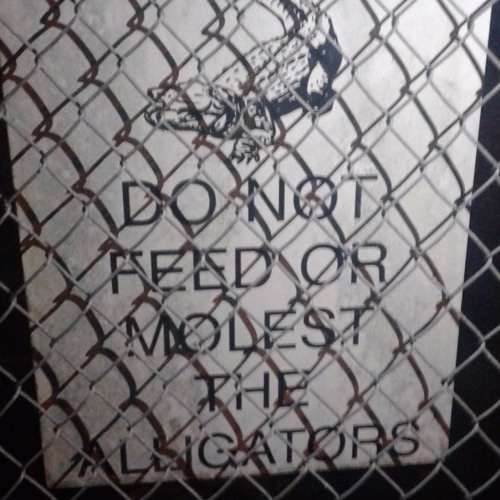 DO NOT
FEED OR
MOLEST
THE
ALLIGATORS